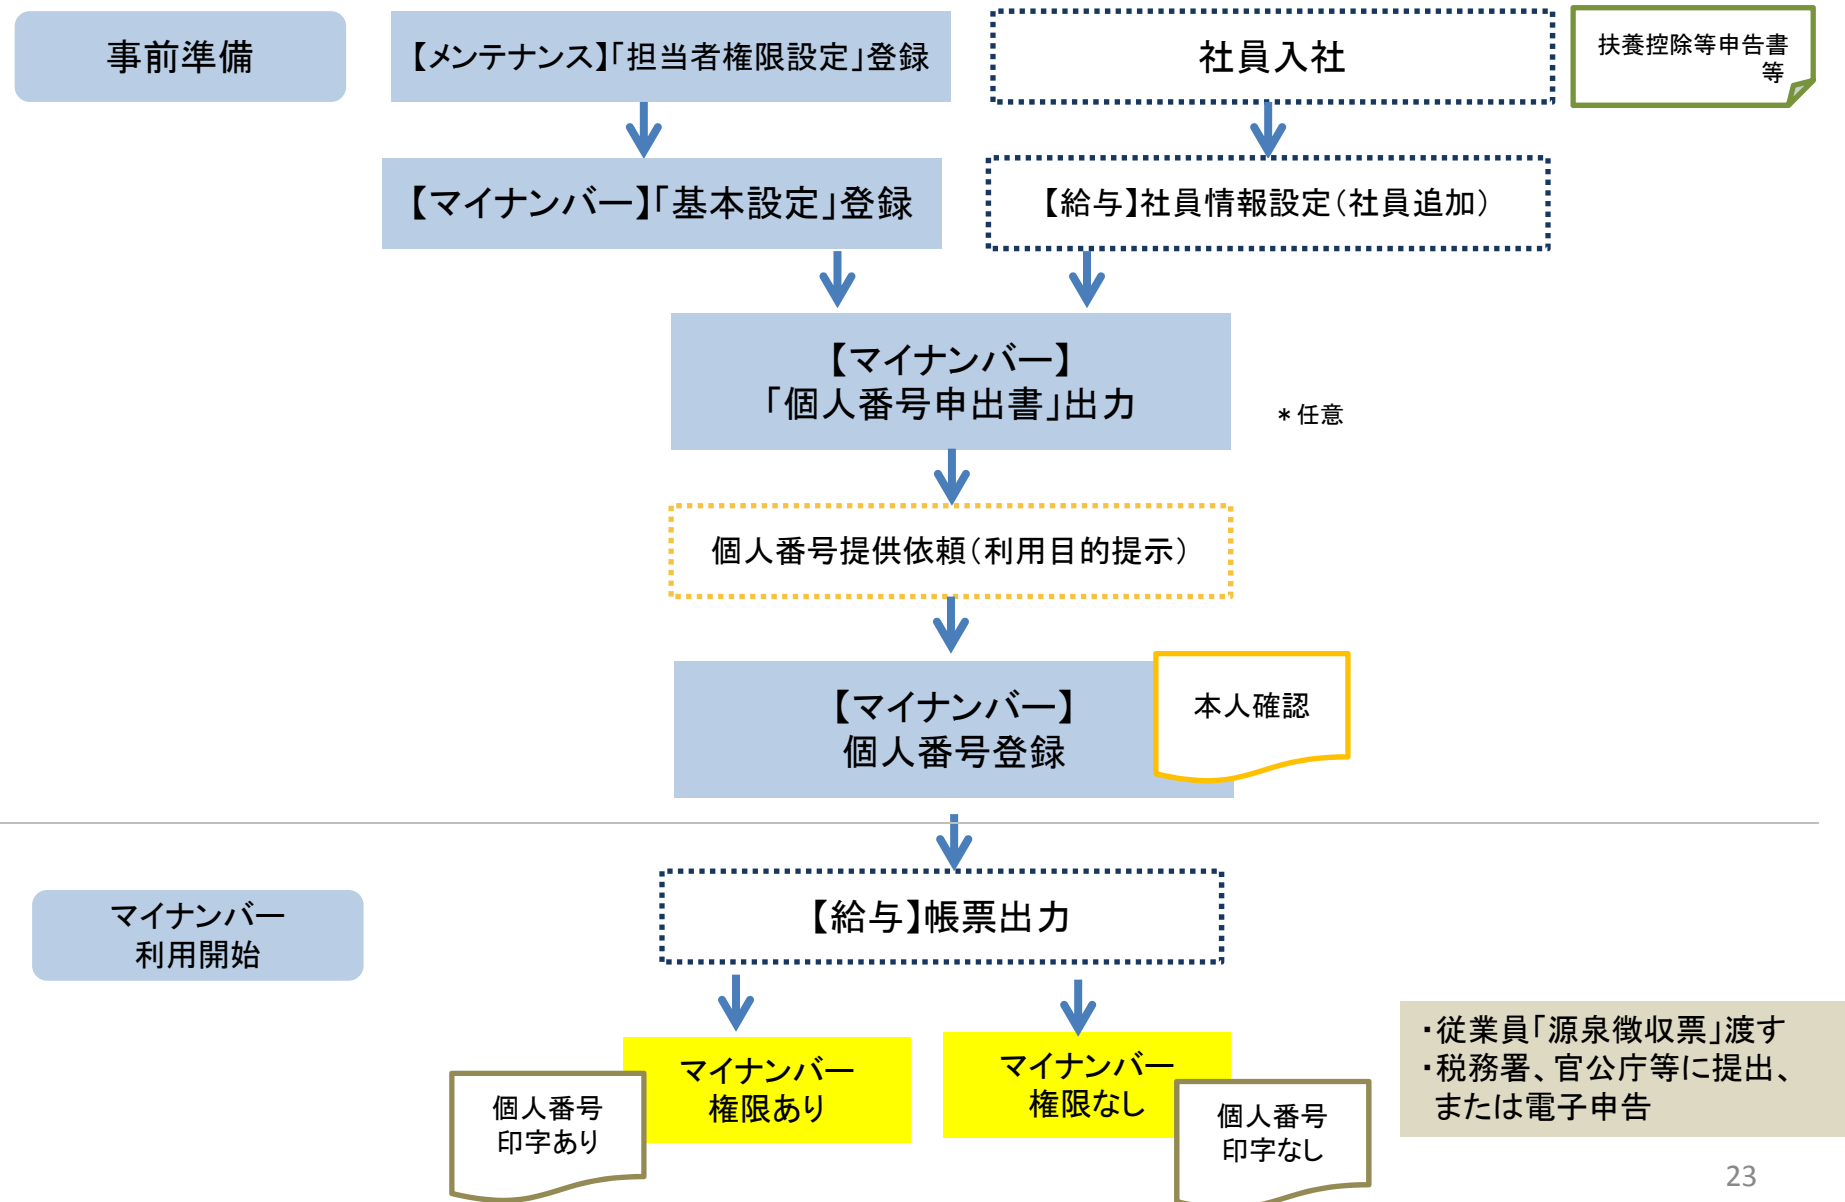 事前準備
【メンテナンス】「担当者権限設定」登録
社員入社
扶養控除等申告書
等
【マイナンバー】「基本設定」登録
【給与】社員情報設定（社員追加）
【マイナンバー】
「個人番号申出書」出力
＊任意
個人番号提供依頼（利用目的提示）
【マイナンバー】
個人番号登録
本人確認
マイナンバー
利用開始
【給与】帳票出力
マイナンバー
権限あり
個人番号
印字あり
マイナンバー
権限なし
個人番号
印字なし
・従業員「源泉徴収票」渡す
・税務署、官公庁等に提出、
または電子申告
23